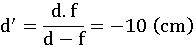 d′ = d.f / (d − f) = −10 (cm)